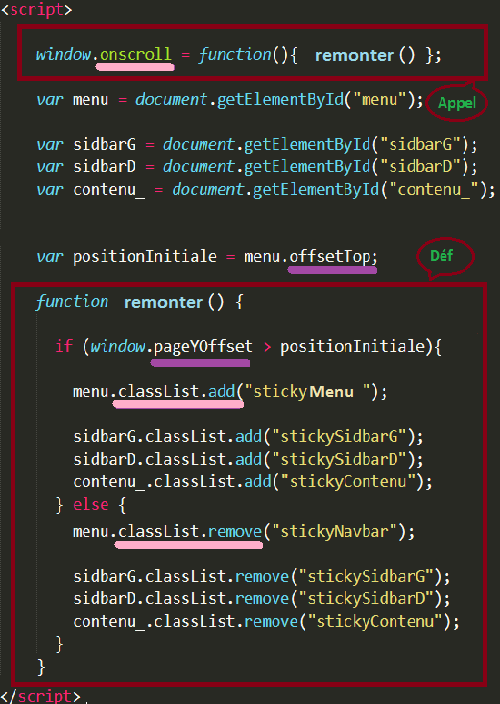 <script>
window.onscroll = function(){ remonter () };
var menu = document.getElementById("menu");
Appel
var sidbarG = document.getElementById("sidbarG");
var sidbarD = document.getElementById("sidbarD");
var contenu_ = document.getElementById("contenu_");
var positionInitiale = menu.offsetTop;
Déf
function remonter () {
if (window.pageYOffset > positionInitiale){
menu.classList.add("stickyMenu ");
sidbarG.classList.add("stickySidbarG");
sidbarD.classList.add("stickySidbarD");
contenu_.classList.add("stickyContenu");
} else {
menu.classList.remove("stickyNavbar");
sidbarG.classList.remove("stickySidbarG");
sidbarD.classList.remove("stickySidbarD");
contenu_.classList.remove("stickyContenu");
}
}
</script>